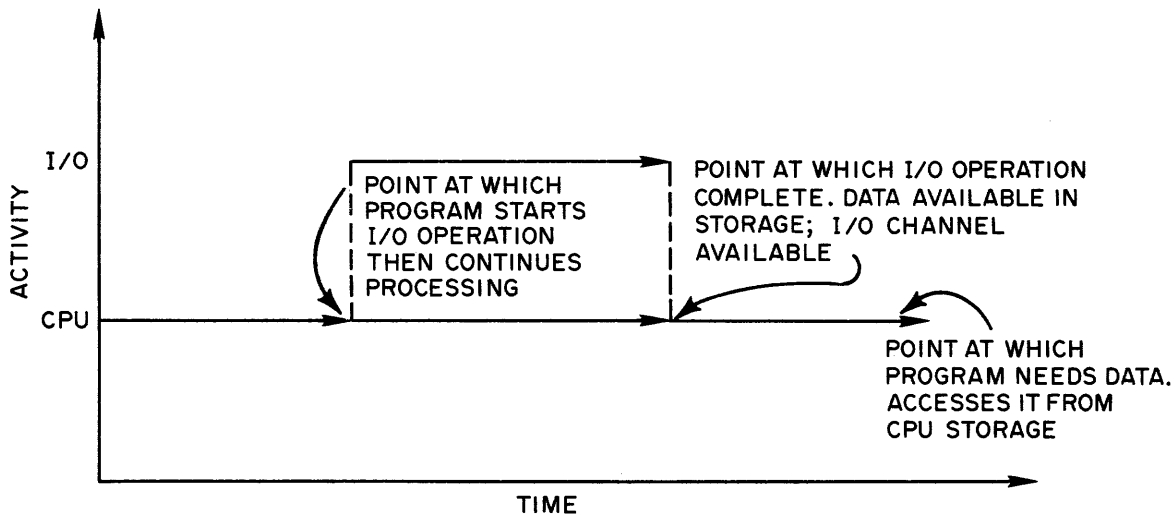 I/O
POINT AT WHICH
PROGRAM STARTS
I/O OPERATION
THEN CONTINUES
PROCESSING
POINT AT WHICH I/O OPERATION
COMPLETE. DATA AVAILABLE IN
STORAGE; I/O CHANNEL
AVAILABLE
ACTIVITY
CPU
POINT AT WHICH
PROGRAM NEEDS DATA.
ACCESSES IT FROM
CPU STORAGE
TIME